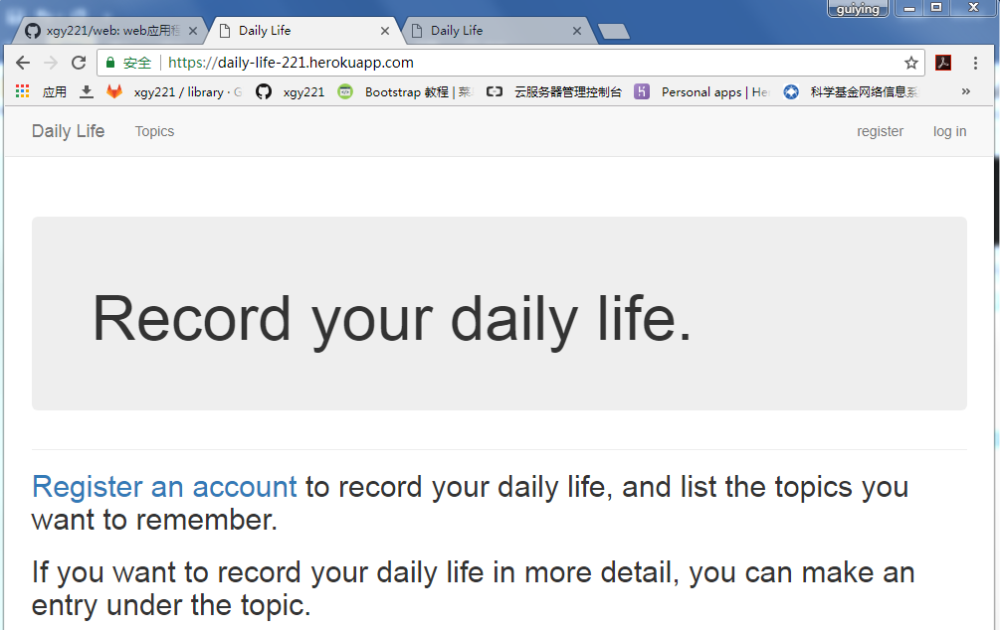 guiying
xgy221/web: web应用程
Daily Life
Daily Life
安全
https://daily-life-221.herokuapp.com
应用
xgy221 / library · G
xgy221
Bootstrap 教程 | 菜
云服务器管理控制台
Personal apps | He
科学基金网络信息系
»
Daily Life
Topics
register
log in
Record your daily life.
Register an account to record your daily life, and list the topics you
want to remember.
If you want to record your daily life in more detail, you can make an
entry under the topic.